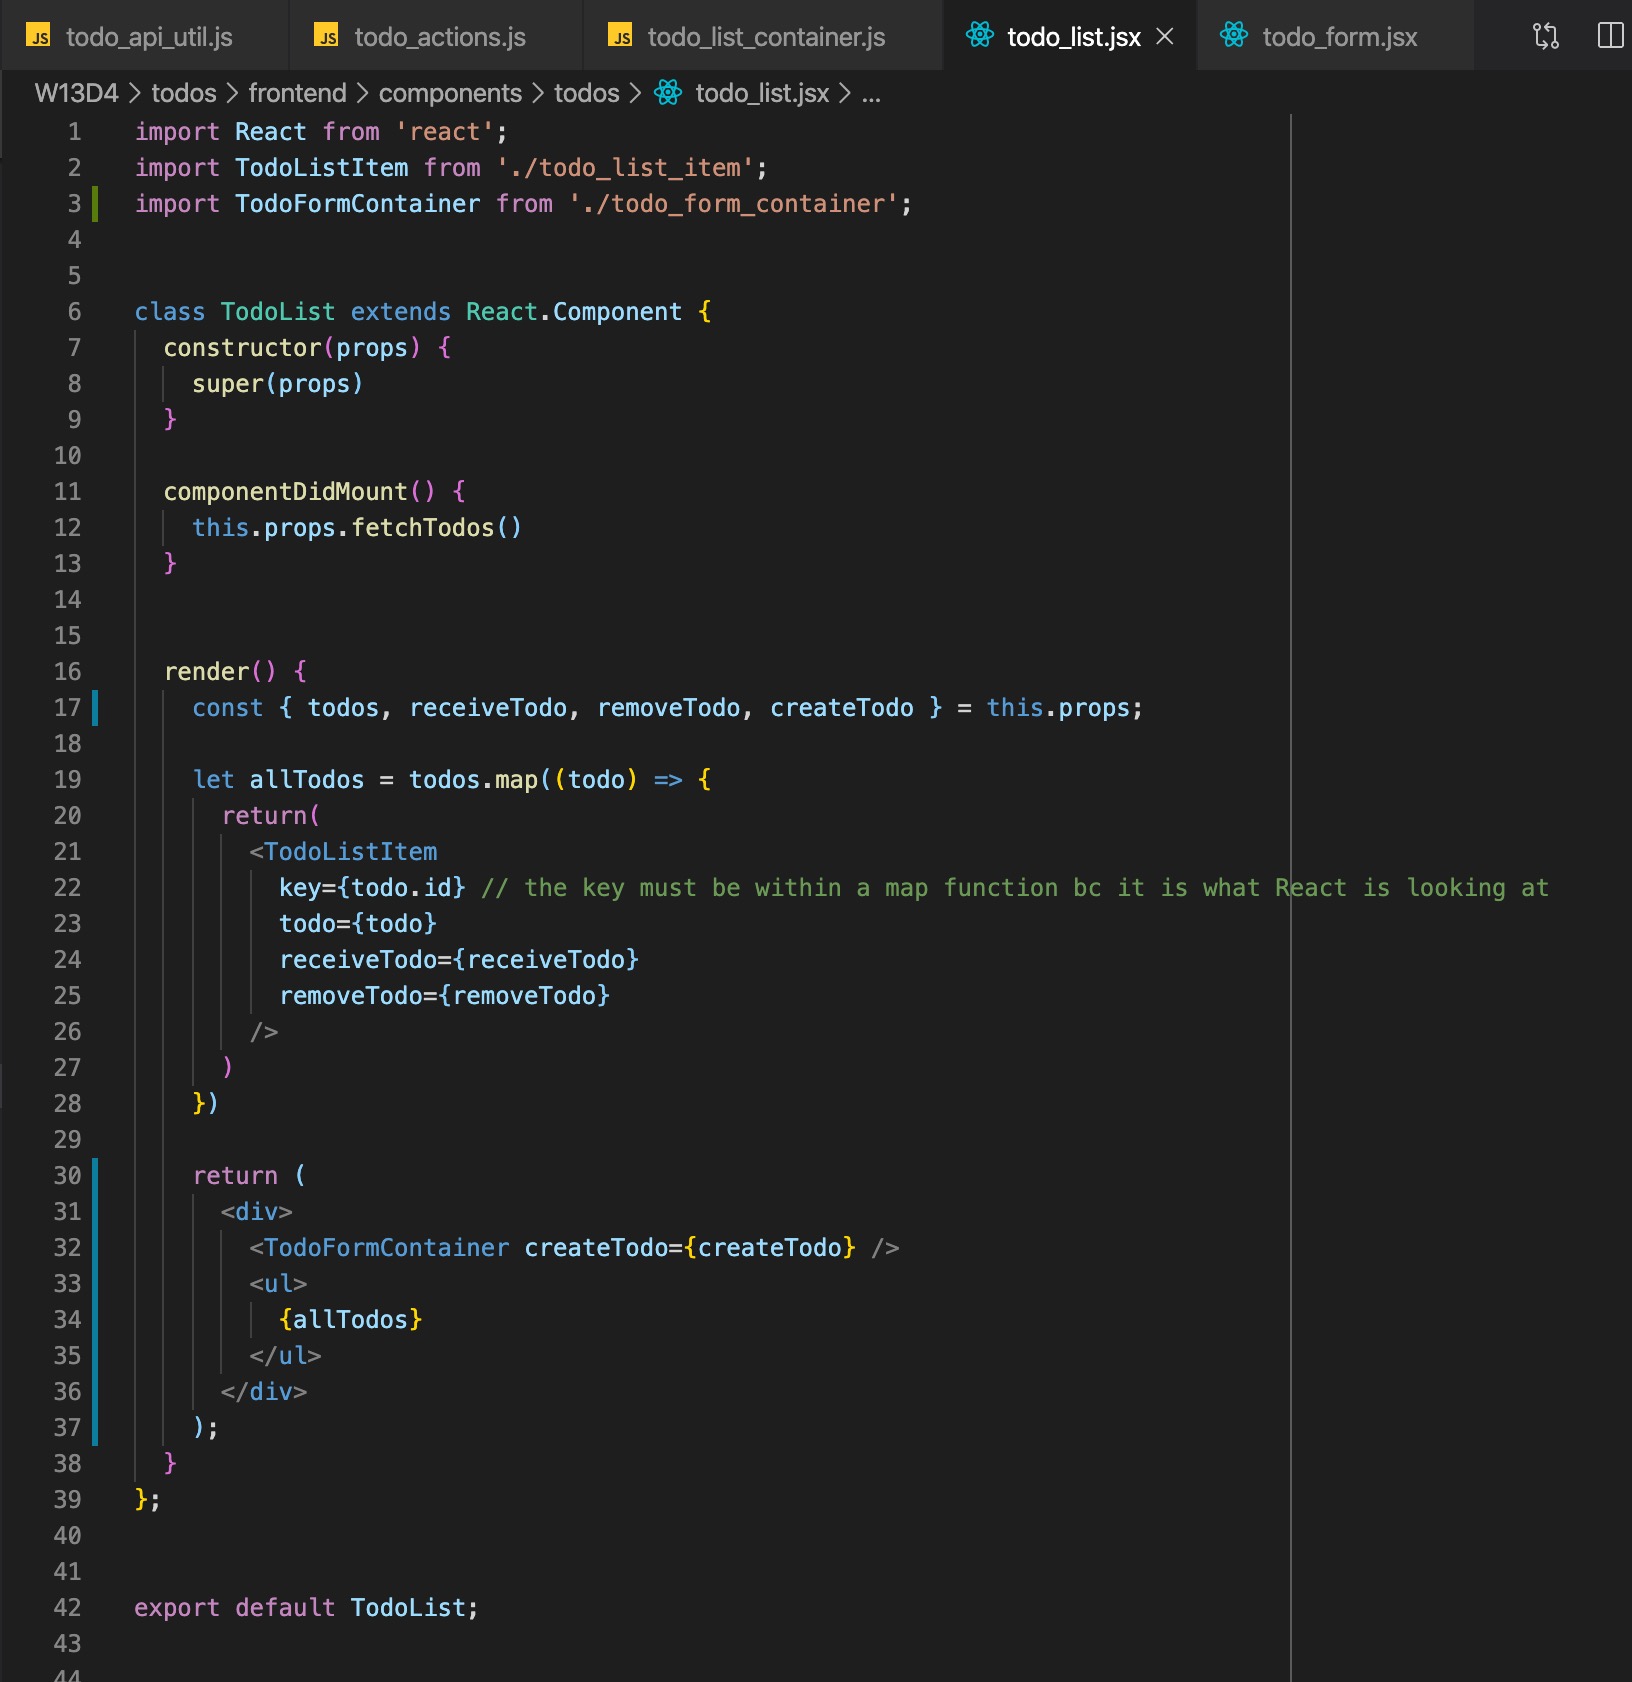 JS todo_api_util.js JS todo_actions.js JS todo_list_container.js todo_list.jsx todo_form.jsx
W13D4 > todos > frontend > components > todos > todo_list.jsx > ...
1 import React from 'react';
2 import TodoListItem from './todo_list_item';
3 import TodoFormContainer from './todo_form_container';
4
5
6 class TodoList extends React.Component {
7 constructor(props) {
8 super(props)
9 }
10
11 componentDidMount() {
12 this.props.fetchTodos()
13 }
14
15
16 render() {
17 const { todos, receiveTodo, removeTodo, createTodo } = this.props;
18
19 let allTodos = todos.map((todo) => {
20 return(
21 <TodoListItem
22 key={todo.id} // the key must be within a map function bc it is what React is looking at
23 todo={todo}
24 receiveTodo={receiveTodo}
25 removeTodo={removeTodo}
26 />
27 )
28 })
29
30 return (
31 <div>
32 <TodoFormContainer createTodo={createTodo} />
33 <ul>
34 {allTodos}
35 </ul>
36 </div>
37 );
38 }
39 };
40
41
42 export default TodoList;
43
44